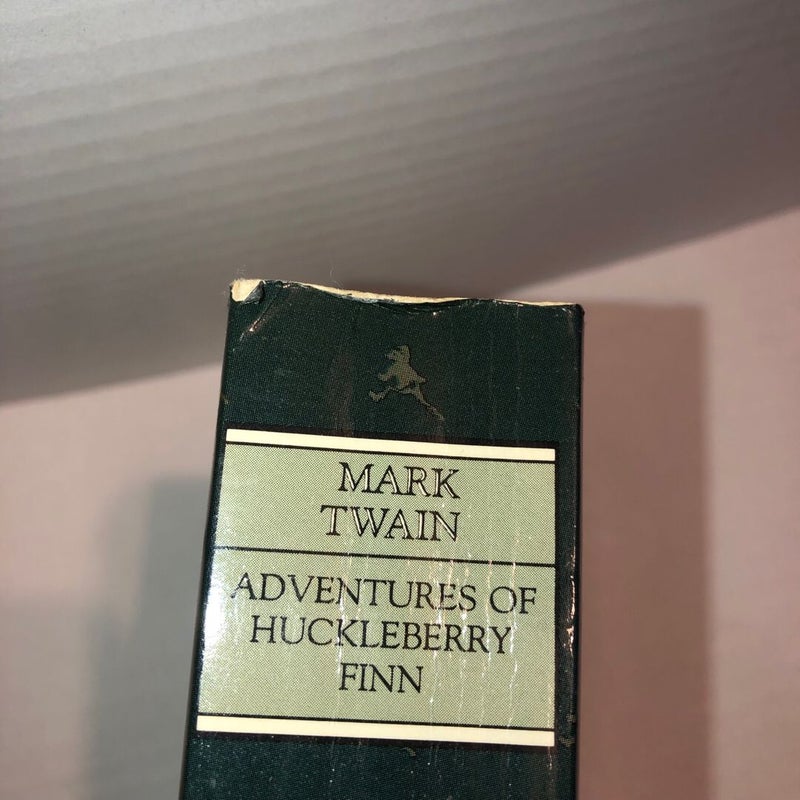 MARK
TWAIN
ADVENTURES OF
HUCKLEBERRY
FINN